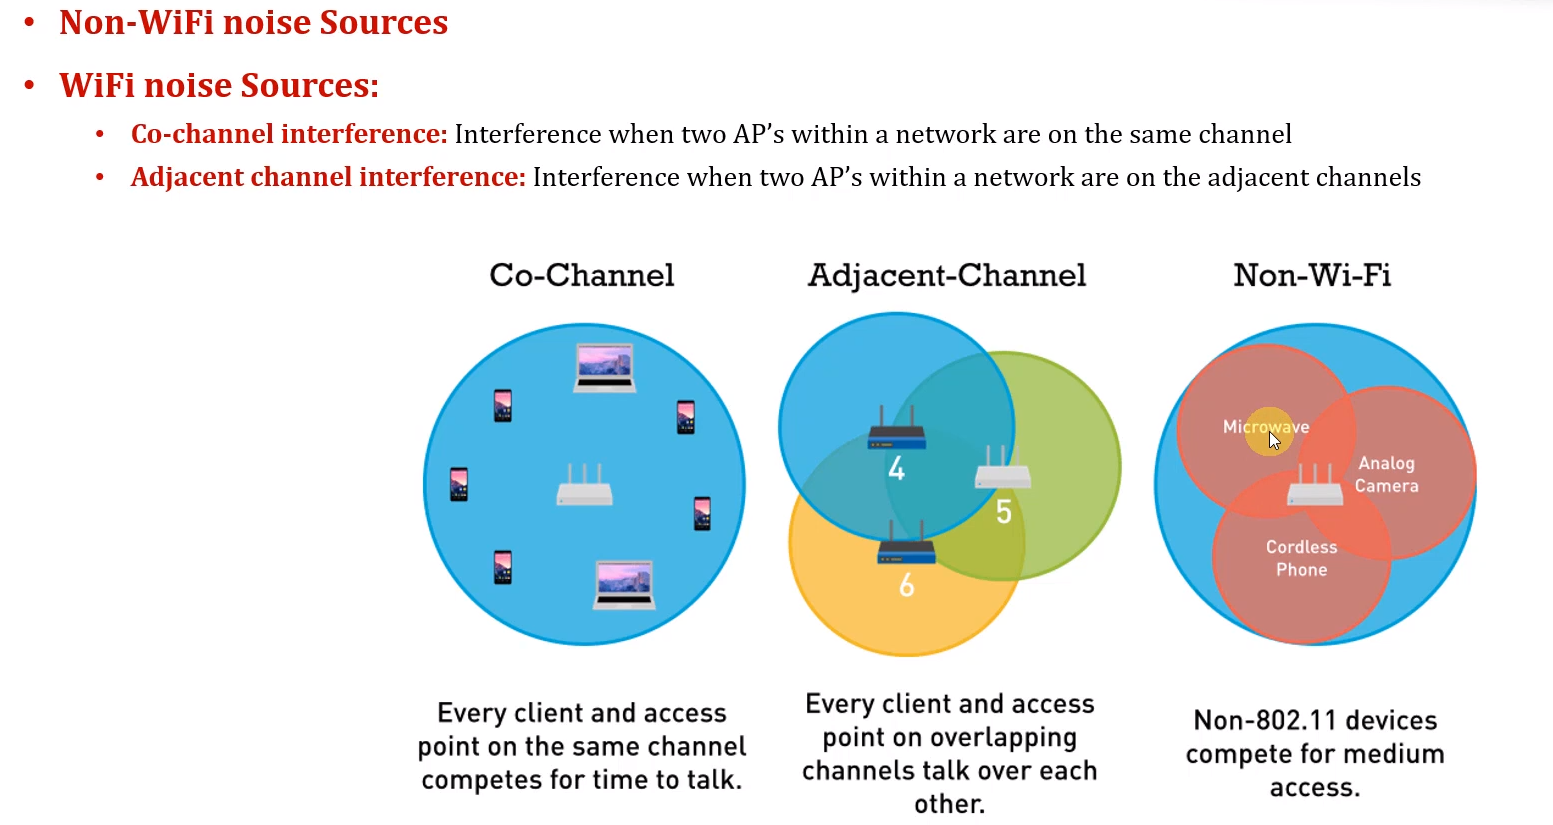 • Non-WiFi noise Sources
• WiFi noise Sources:
• Co-channel interference: Interference when two AP’s within a network are on the same channel
• Adjacent channel interference: Interference when two AP’s within a network are on the adjacent channels
Co-Channel
Every client and access
point on the same channel
competes for time to talk.
Adjacent-Channel
4
5
6
Every client and access
point on overlapping
channels talk over each
other.
Non-Wi-Fi
Microwave
Analog
Camera
Cordless
Phone
Non-802.11 devices
compete for medium
access.